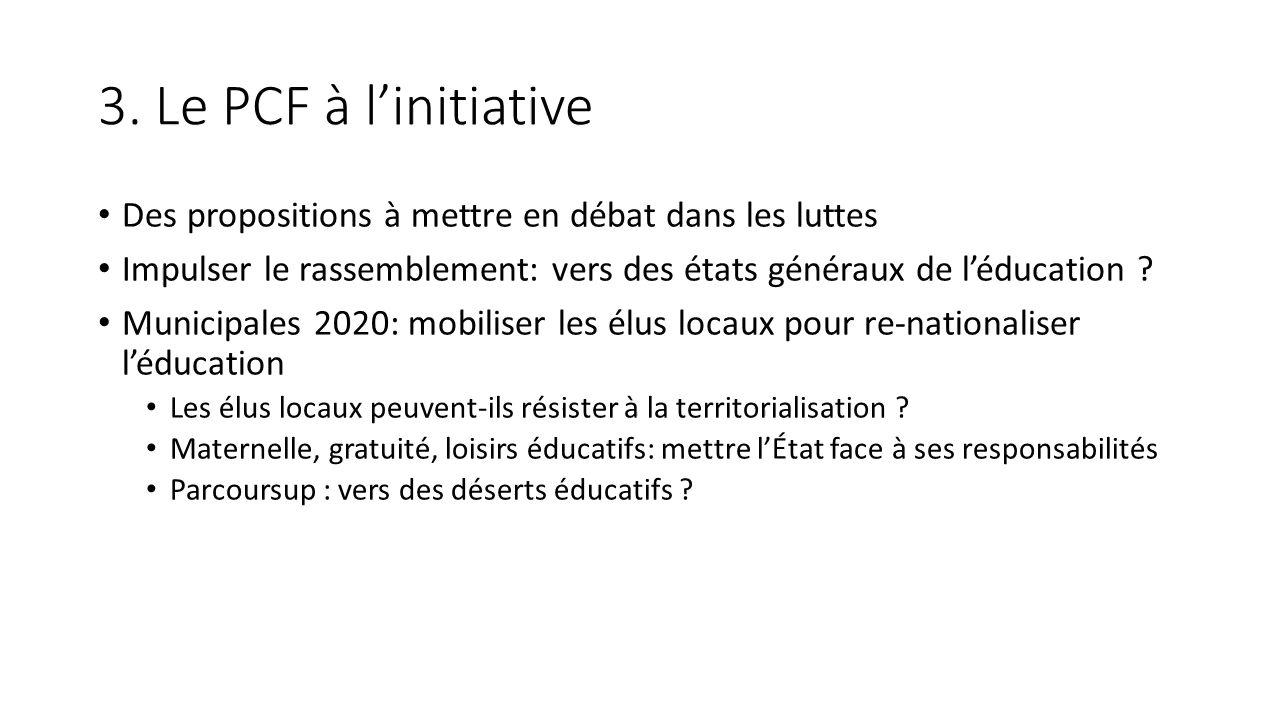 3. Le PCF à l’initiative
• Des propositions à mettre en débat dans les luttes
• Impulser le rassemblement: vers des états généraux de l’éducation ?
• Municipales 2020: mobiliser les élus locaux pour re-nationaliser
l’éducation
• Les élus locaux peuvent-ils résister à la territorialisation ?
• Maternelle, gratuité, loisirs éducatifs: mettre l’État face à ses responsabilités
• Parcoursup : vers des déserts éducatifs ?